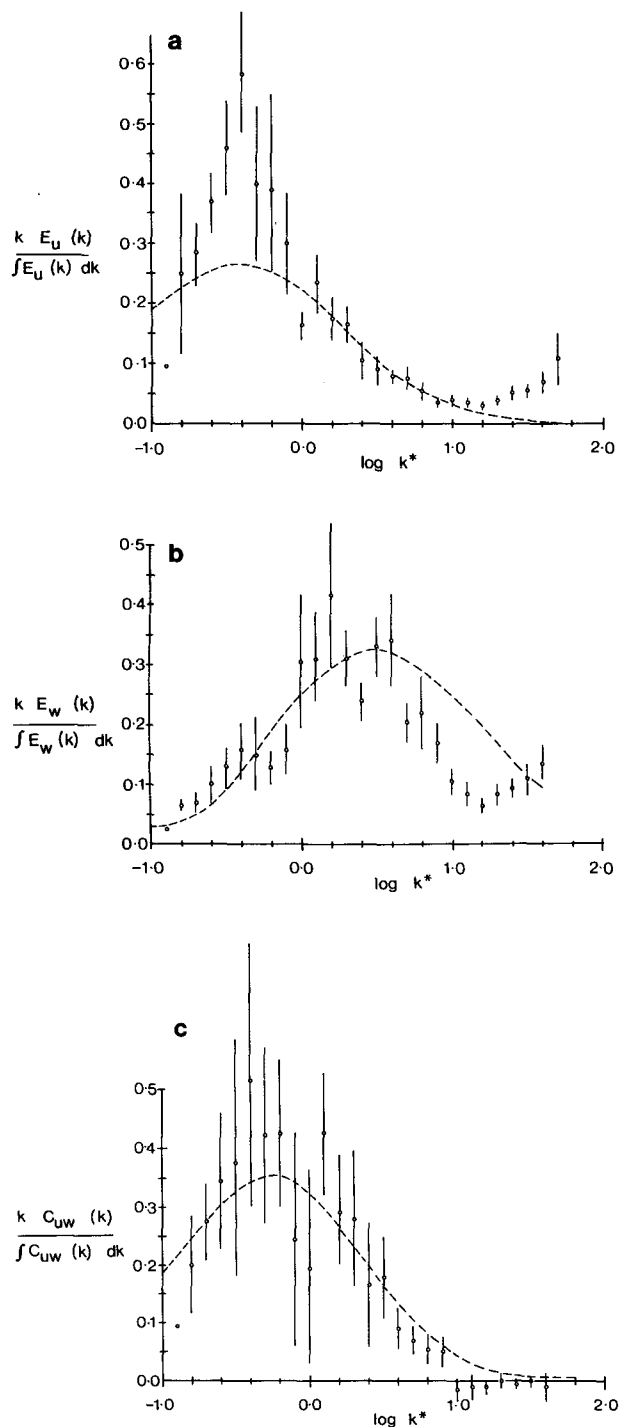 a
0·6
0·5
0·4
0·3
0·2
0·1
0·0
k E_u (k)
∫E_u (k) dk
-1·0
0·0
1·0
2·0
log k*
b
0·5
0·4
0·3
0·2
0·1
0·0
k E_w (k)
∫E_w (k) dk
-1·0
0·0
1·0
2·0
log k*
c
0·5
0·4
0·3
0·2
0·1
0·0
k C_uw (k)
∫C_uw (k) dk
-1·0
0·0
1·0
2·0
log k*